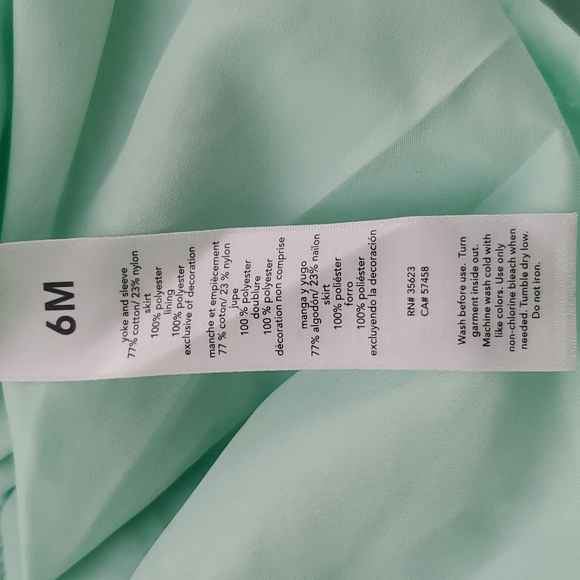 6M
yoke and sleeve
77% cotton/ 23% nylon
skirt
100% polyester
lining
100% polyester
exclusive of decoration
manche et empiècement
77 % coton/ 23 % nylon
jupe
100 % polyester
doublure
100 % polyester
décoration non comprise
manga y yugo
77% algodón/ 23% nailon
skirt
100% poliéster
forro
100% poliéster
excluyendo la decoración
RN# 35623
CA# 57458
Wash before use. Turn
garment inside out.
Machine wash cold with
like colors. Use only
non-chlorine bleach when
needed. Tumble dry low.
Do not iron.